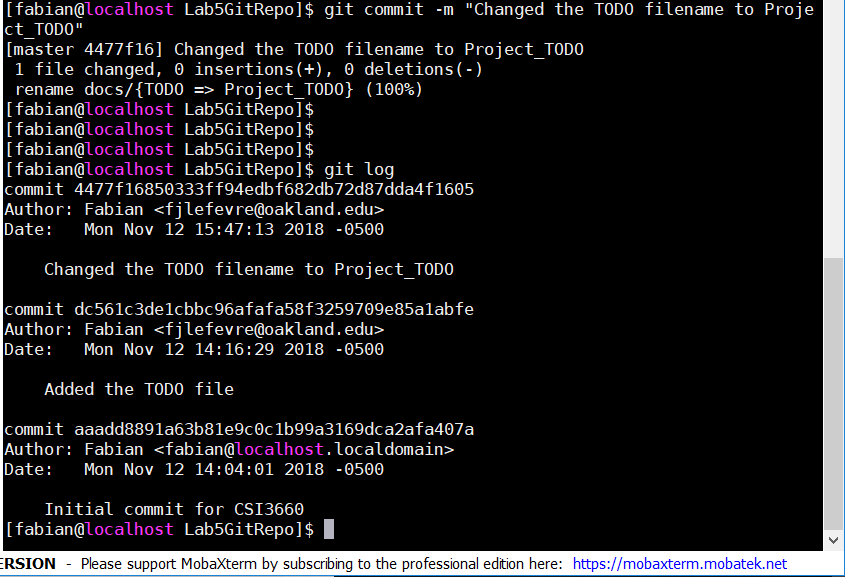 [fabian@localhost Lab5GitRepo]$ git commit -m "Changed the TODO filename to Proje
ct_TODO"
[master 4477f16] Changed the TODO filename to Project_TODO
 1 file changed, 0 insertions(+), 0 deletions(-)
 rename docs/{TODO => Project_TODO} (100%)
[fabian@localhost Lab5GitRepo]$
[fabian@localhost Lab5GitRepo]$
[fabian@localhost Lab5GitRepo]$
[fabian@localhost Lab5GitRepo]$ git log
commit 4477f16850333ff94edbf682db72d87dda4f1605
Author: Fabian <fjlefevre@oakland.edu>
Date:   Mon Nov 12 15:47:13 2018 -0500
    Changed the TODO filename to Project_TODO
commit dc561c3de1cbbc96afafa58f3259709e85a1abfe
Author: Fabian <fjlefevre@oakland.edu>
Date:   Mon Nov 12 14:16:29 2018 -0500
    Added the TODO file
commit aaadd8891a63b81e9c0c1b99a3169dca2afa407a
Author: Fabian <fabian@localhost.localdomain>
Date:   Mon Nov 12 14:04:01 2018 -0500
    Initial commit for CSI3660
[fabian@localhost Lab5GitRepo]$
ERSION - Please support MobaXterm by subscribing to the professional edition here: https://mobaxterm.mobatek.net